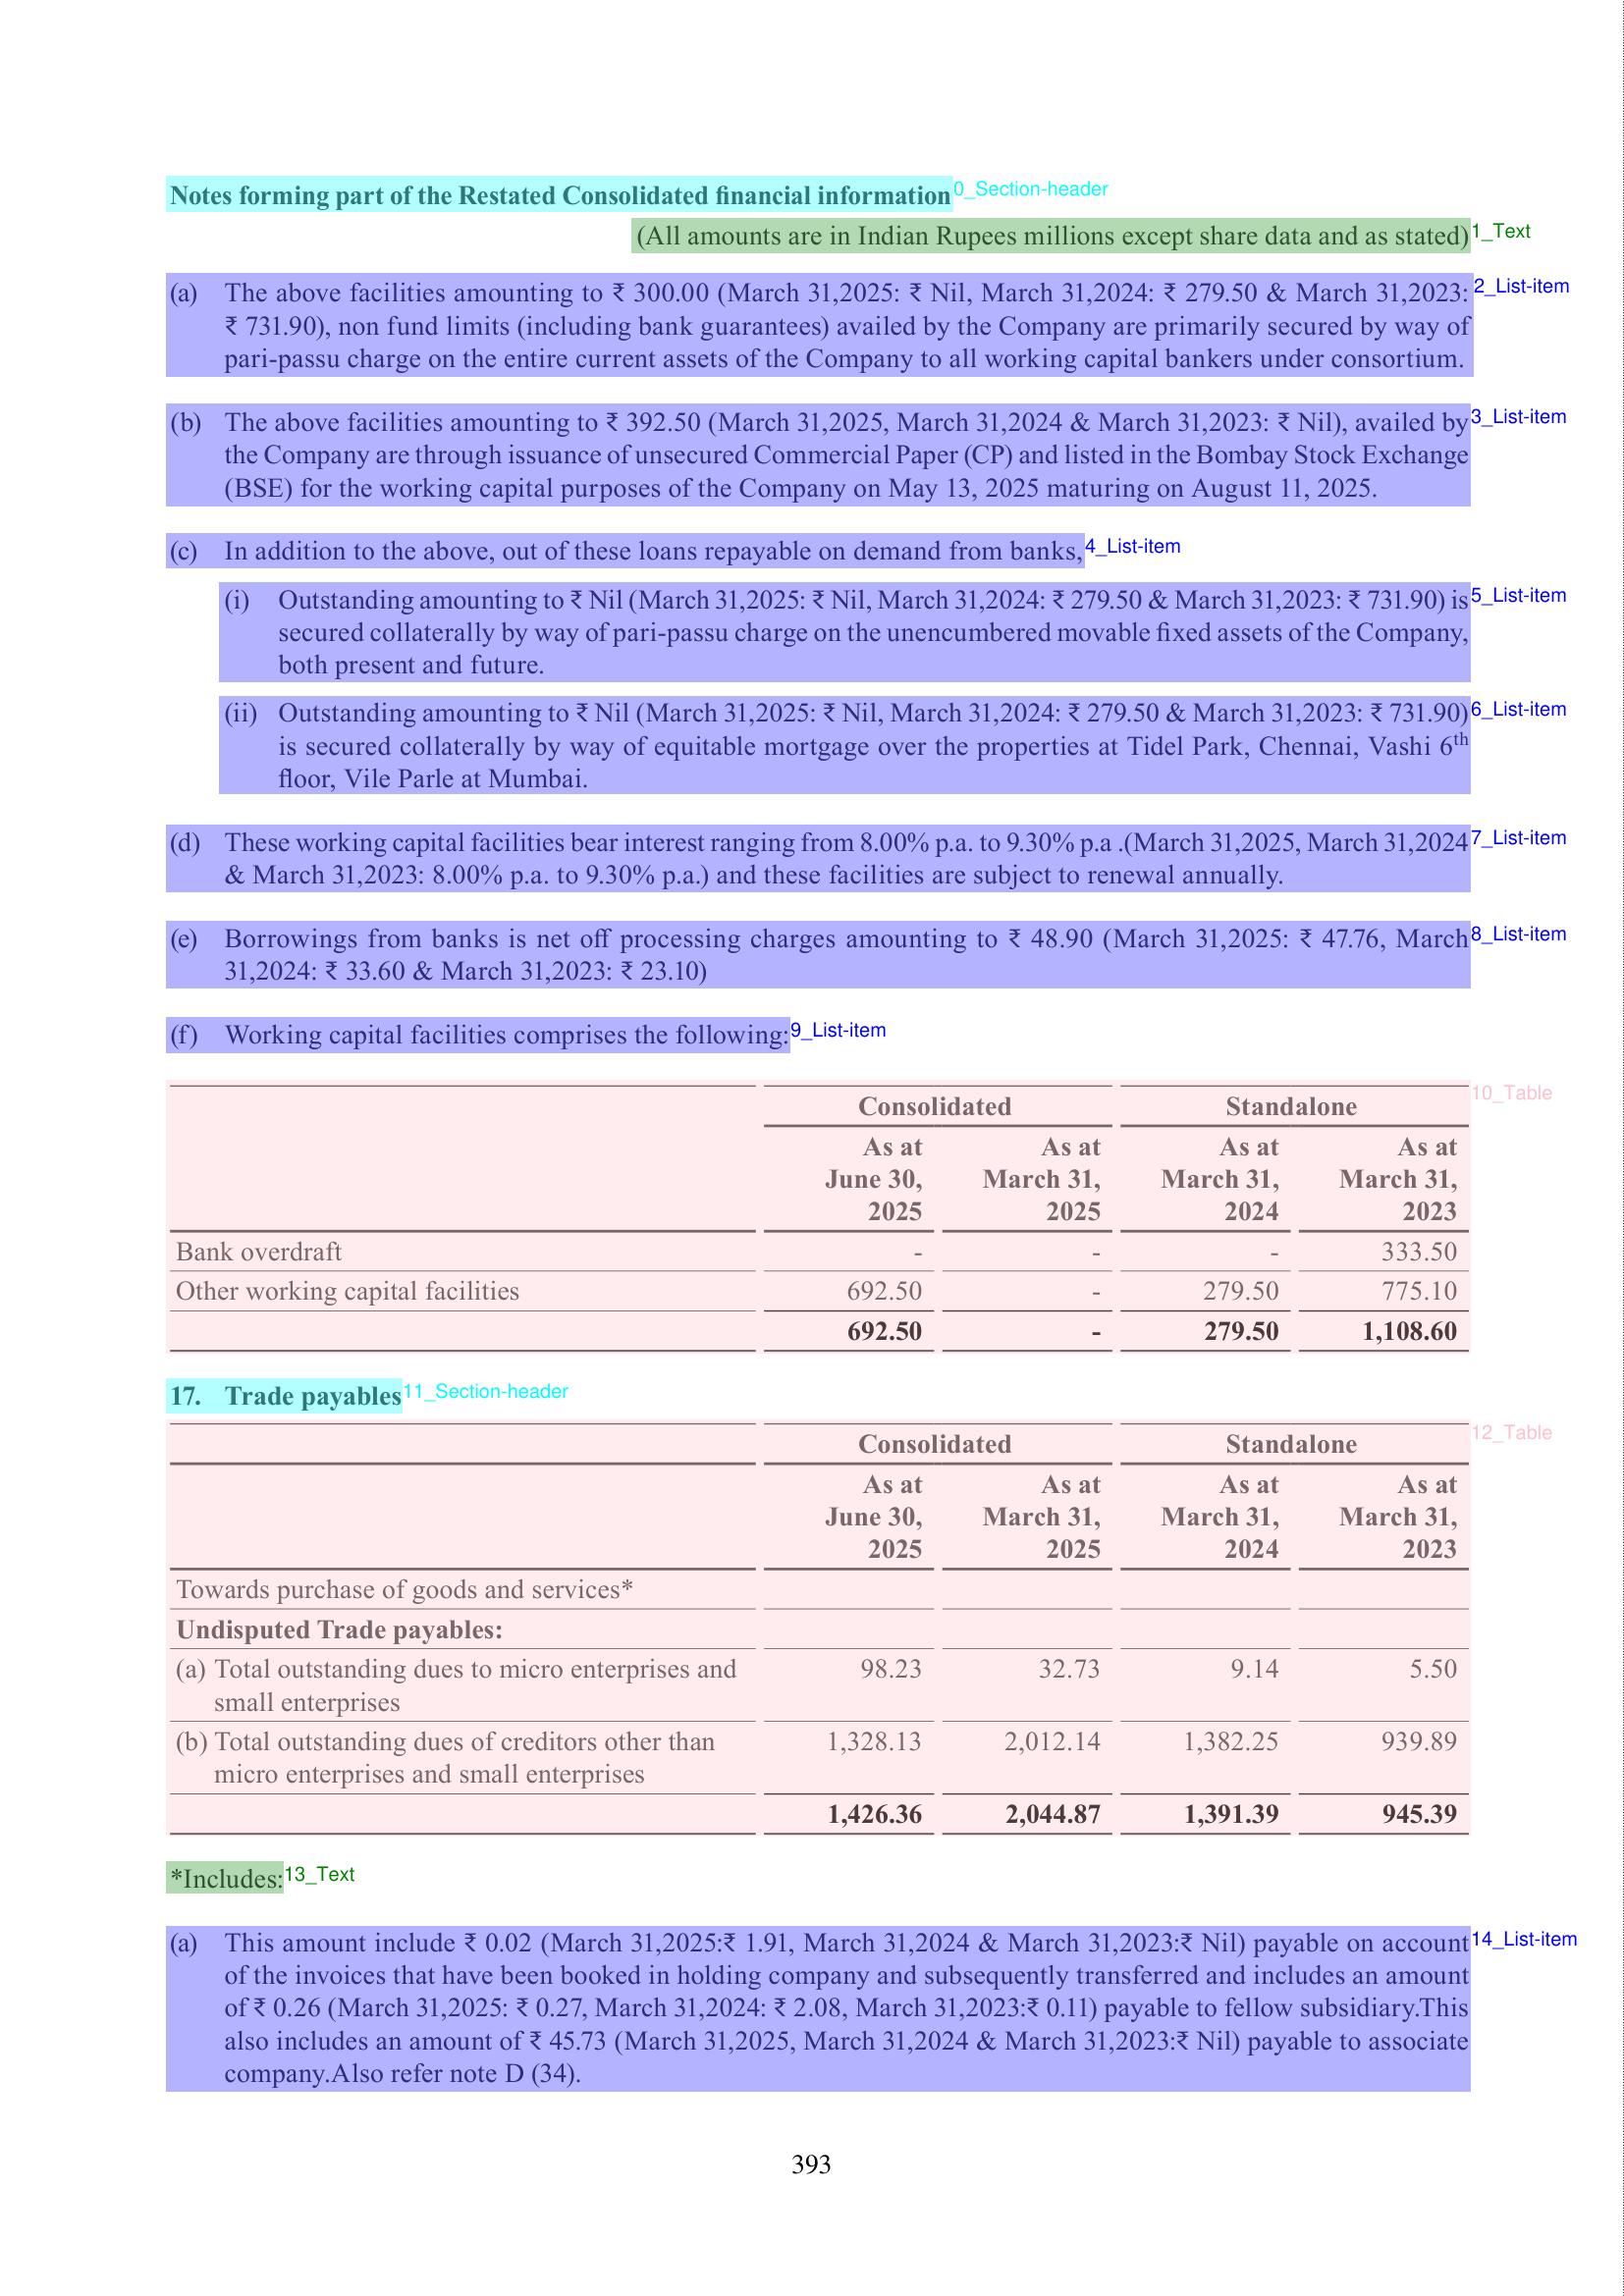 Notes forming part of the Restated Consolidated financial information
0_Section-header
(All amounts are in Indian Rupees millions except share data and as stated)
1_Text
(a) The above facilities amounting to ₹ 300.00 (March 31,2025: ₹ Nil, March 31,2024: ₹ 279.50 & March 31,2023:
2_List-item
₹ 731.90), non fund limits (including bank guarantees) availed by the Company are primarily secured by way of
pari-passu charge on the entire current assets of the Company to all working capital bankers under consortium.
(b) The above facilities amounting to ₹ 392.50 (March 31,2025, March 31,2024 & March 31,2023: ₹ Nil), availed by
3_List-item
the Company are through issuance of unsecured Commercial Paper (CP) and listed in the Bombay Stock Exchange
(BSE) for the working capital purposes of the Company on May 13, 2025 maturing on August 11, 2025.
(c) In addition to the above, out of these loans repayable on demand from banks,
4_List-item
(i) Outstanding amounting to ₹ Nil (March 31,2025: ₹ Nil, March 31,2024: ₹ 279.50 & March 31,2023: ₹ 731.90) is
5_List-item
secured collaterally by way of pari-passu charge on the unencumbered movable fixed assets of the Company,
both present and future.
(ii) Outstanding amounting to ₹ Nil (March 31,2025: ₹ Nil, March 31,2024: ₹ 279.50 & March 31,2023: ₹ 731.90)
6_List-item
is secured collaterally by way of equitable mortgage over the properties at Tidel Park, Chennai, Vashi 6th
floor, Vile Parle at Mumbai.
(d) These working capital facilities bear interest ranging from 8.00% p.a. to 9.30% p.a .(March 31,2025, March 31,2024
7_List-item
& March 31,2023: 8.00% p.a. to 9.30% p.a.) and these facilities are subject to renewal annually.
(e) Borrowings from banks is net off processing charges amounting to ₹ 48.90 (March 31,2025: ₹ 47.76, March
8_List-item
31,2024: ₹ 33.60 & March 31,2023: ₹ 23.10)
(f) Working capital facilities comprises the following:
9_List-item
10_Table
Consolidated Standalone
As at As at As at As at
June 30, March 31, March 31, March 31,
2025 2025 2024 2023
Bank overdraft - - - 333.50
Other working capital facilities 692.50 - 279.50 775.10
692.50 - 279.50 1,108.60
17. Trade payables
11_Section-header
12_Table
Consolidated Standalone
As at As at As at As at
June 30, March 31, March 31, March 31,
2025 2025 2024 2023
Towards purchase of goods and services*
Undisputed Trade payables:
(a) Total outstanding dues to micro enterprises and 98.23 32.73 9.14 5.50
small enterprises
(b) Total outstanding dues of creditors other than 1,328.13 2,012.14 1,382.25 939.89
micro enterprises and small enterprises
1,426.36 2,044.87 1,391.39 945.39
*Includes:
13_Text
(a) This amount include ₹ 0.02 (March 31,2025:₹ 1.91, March 31,2024 & March 31,2023:₹ Nil) payable on account
14_List-item
of the invoices that have been booked in holding company and subsequently transferred and includes an amount
of ₹ 0.26 (March 31,2025: ₹ 0.27, March 31,2024: ₹ 2.08, March 31,2023:₹ 0.11) payable to fellow subsidiary.This
also includes an amount of ₹ 45.73 (March 31,2025, March 31,2024 & March 31,2023:₹ Nil) payable to associate
company.Also refer note D (34).
393